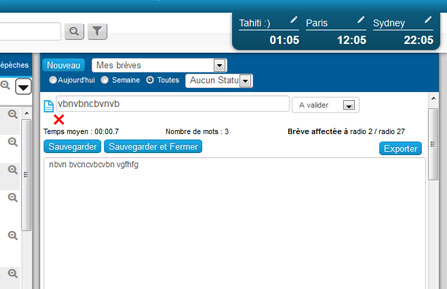 Tahiti :) Paris Sydney
01:05 12:05 22:05
épêches
Nouveau Mes brèves
Aujourd'hui Semaine Toutes Aucun Statu
vbnvbncbvnvb A valider
Temps moyen : 00:00.7 Nombre de mots : 3 Brève affectée à radio 2 / radio 27
Sauvegarder Sauvegarder et Fermer Exporter
nbvn bvcncvbcvbn vgfhfg